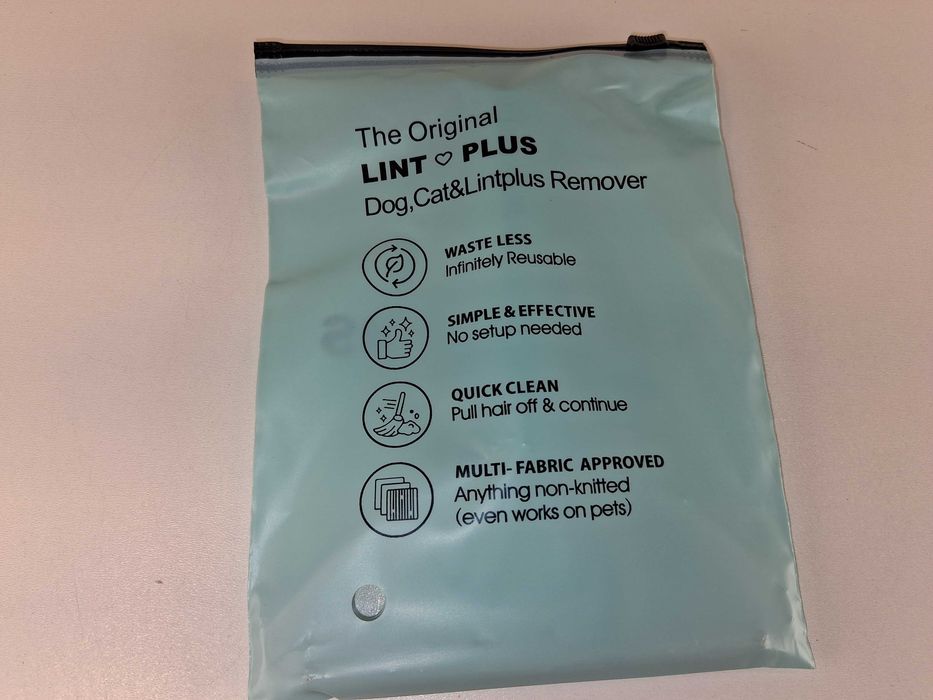 The Original
LINT ♡ PLUS
Dog,Cat&Lintplus Remover
WASTE LESS
Infinitely Reusable
SIMPLE & EFFECTIVE
No setup needed
QUICK CLEAN
Pull hair off & continue
MULTI-FABRIC APPROVED
Anything non-knitted
(even works on pets)